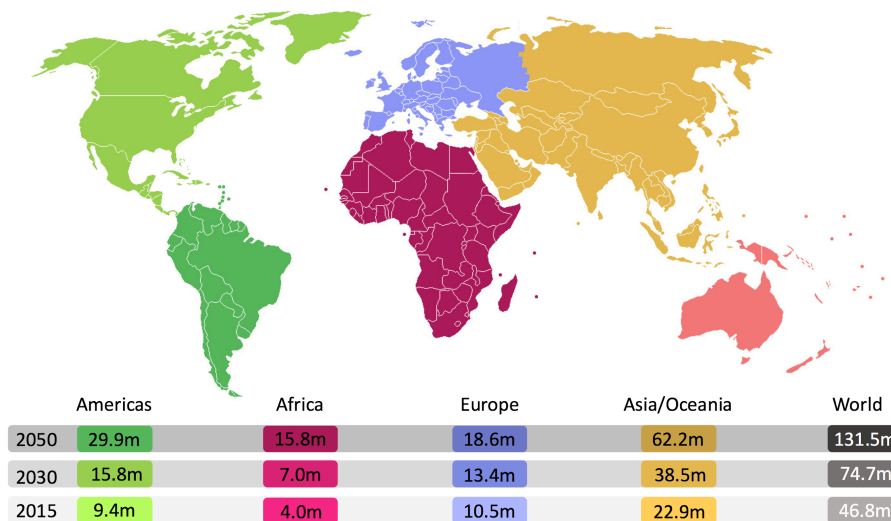 Americas Africa Europe Asia/Oceania World
2050 29.9m 15.8m 18.6m 62.2m 131.5m
2030 15.8m 7.0m 13.4m 38.5m 74.7m
2015 9.4m 4.0m 10.5m 22.9m 46.8m